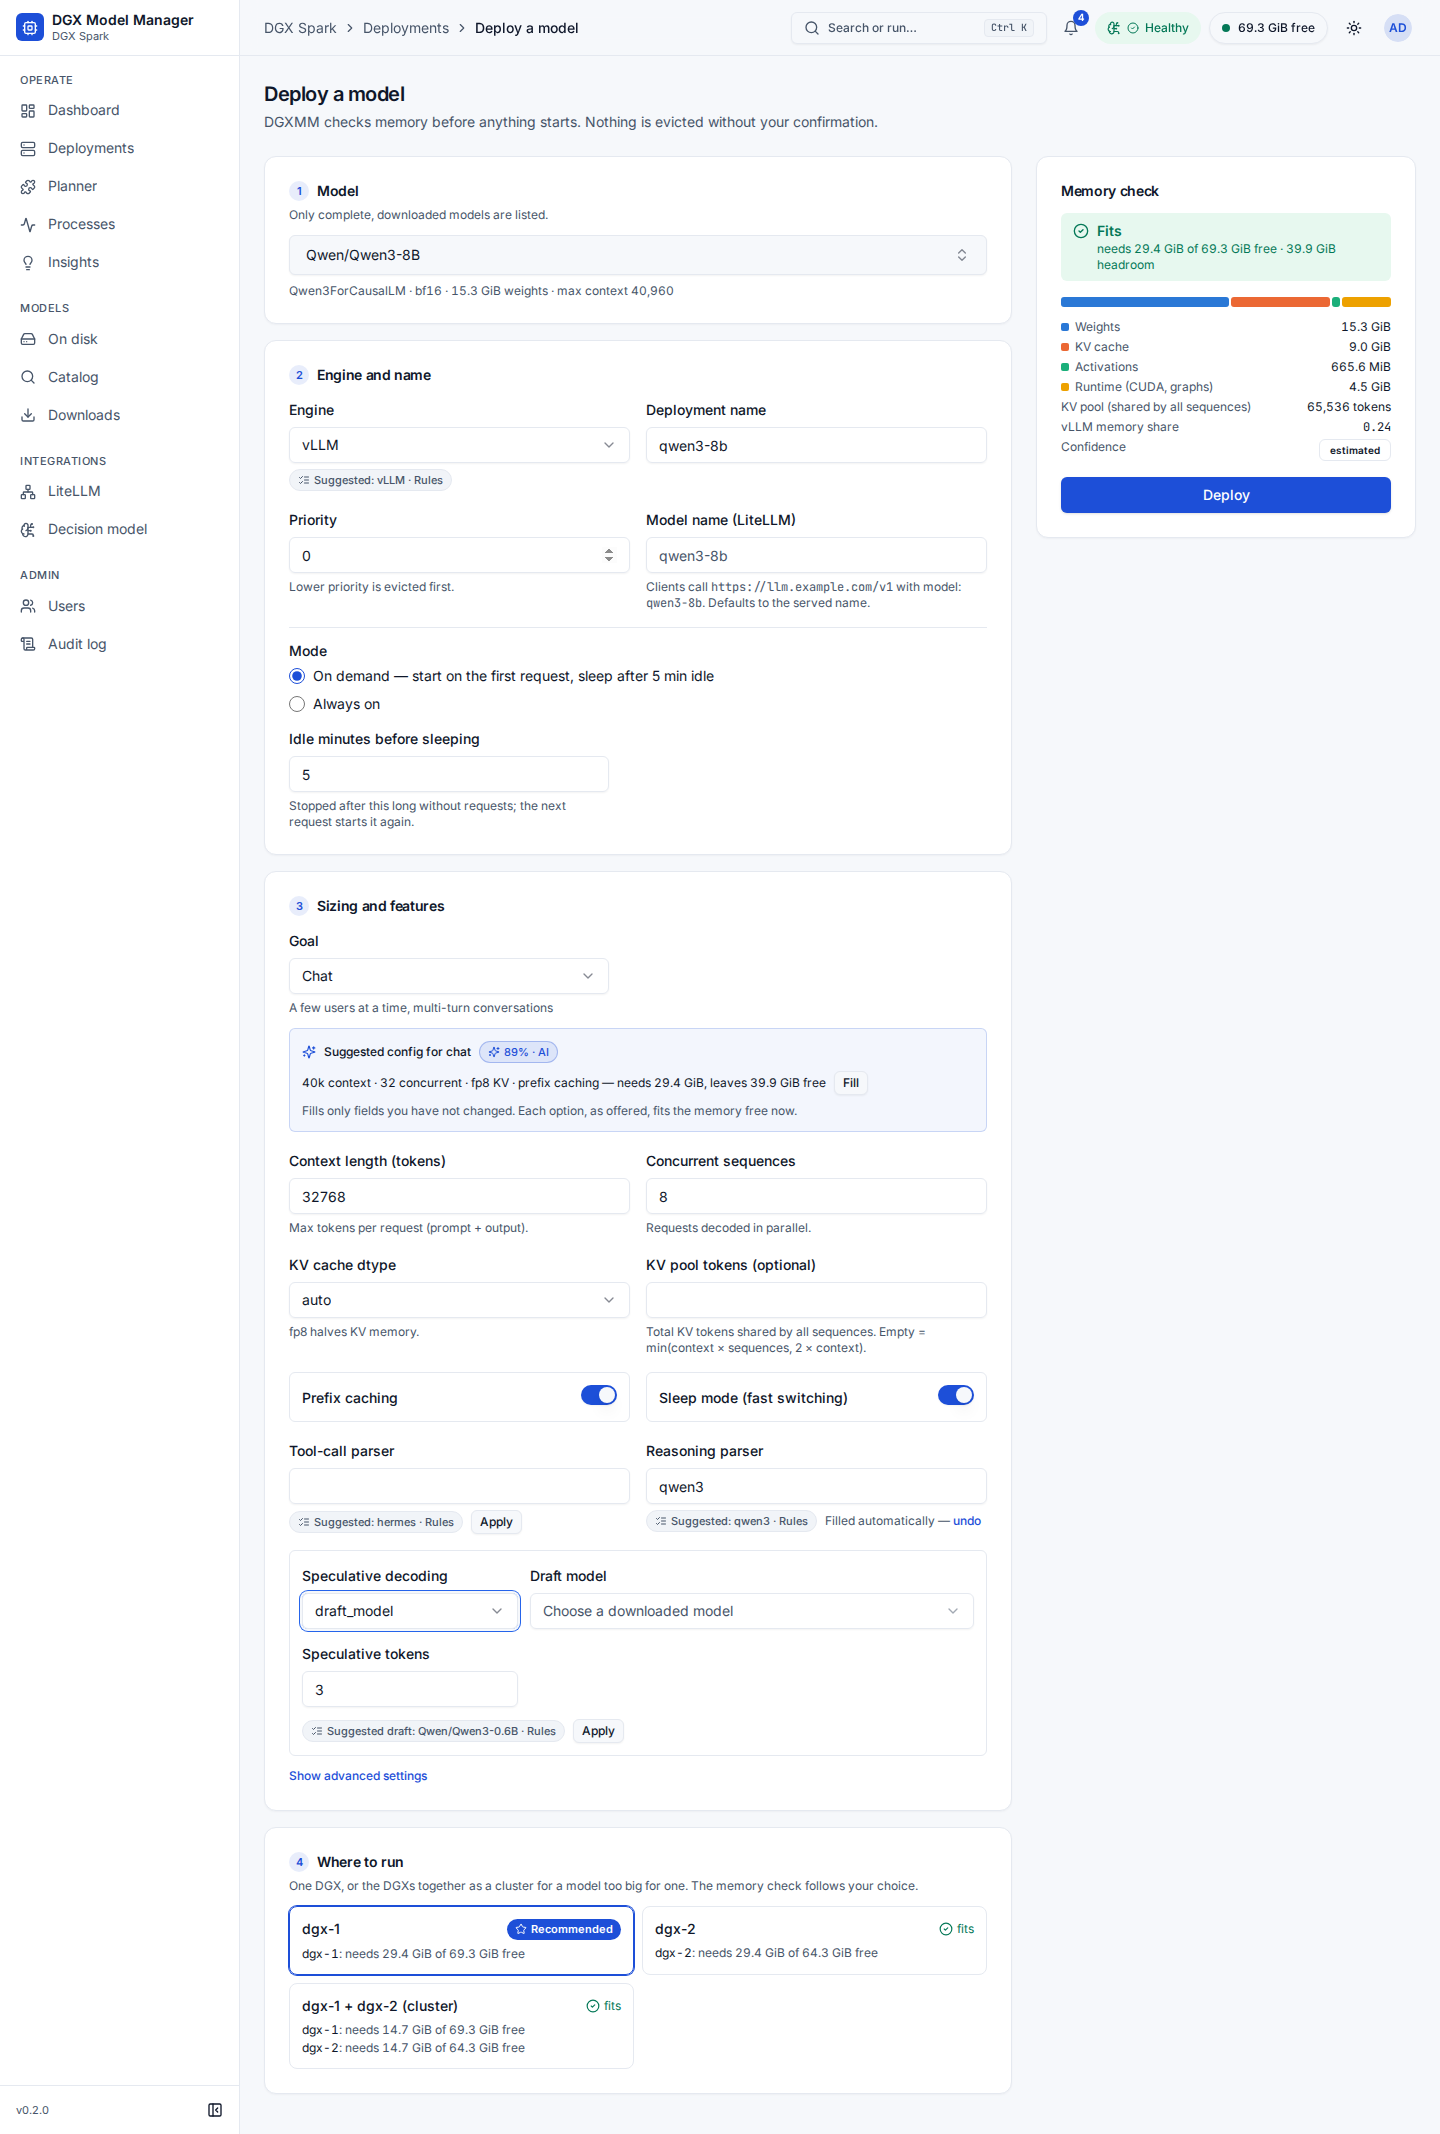 DGX Model Manager
DGX Spark
OPERATE
Dashboard
Deployments
Planner
Processes
Insights
MODELS
On disk
Catalog
Downloads
INTEGRATIONS
LiteLLM
Decision model
ADMIN
Users
Audit log
v0.2.0
DGX Spark > Deployments > Deploy a model
Search or run...
Ctrl K
4
Healthy
69.3 GiB free
AD
Deploy a model
DGXMM checks memory before anything starts. Nothing is evicted without your confirmation.
1 Model
Only complete, downloaded models are listed.
Qwen/Qwen3-8B
Qwen3ForCausalLM · bf16 · 15.3 GiB weights · max context 40,960
2 Engine and name
Engine
vLLM
Suggested: vLLM · Rules
Deployment name
qwen3-8b
Priority
0
Lower priority is evicted first.
Model name (LiteLLM)
qwen3-8b
Clients call https://llm.example.com/v1 with model:
qwen3-8b. Defaults to the served name.
Mode
On demand — start on the first request, sleep after 5 min idle
Always on
Idle minutes before sleeping
5
Stopped after this long without requests; the next
request starts it again.
3 Sizing and features
Goal
Chat
A few users at a time, multi-turn conversations
Suggested config for chat 89% · AI
40k context · 32 concurrent · fp8 KV · prefix caching — needs 29.4 GiB, leaves 39.9 GiB free Fill
Fills only fields you have not changed. Each option, as offered, fits the memory free now.
Context length (tokens)
32768
Max tokens per request (prompt + output).
Concurrent sequences
8
Requests decoded in parallel.
KV cache dtype
auto
fp8 halves KV memory.
KV pool tokens (optional)
Total KV tokens shared by all sequences. Empty =
min(context × sequences, 2 × context).
Prefix caching
Sleep mode (fast switching)
Tool-call parser
Suggested: hermes · Rules Apply
Reasoning parser
qwen3
Suggested: qwen3 · Rules Filled automatically — undo
Speculative decoding
draft_model
Draft model
Choose a downloaded model
Speculative tokens
3
Suggested draft: Qwen/Qwen3-0.6B · Rules Apply
Show advanced settings
4 Where to run
One DGX, or the DGXs together as a cluster for a model too big for one. The memory check follows your choice.
dgx-1 Recommended
dgx-1: needs 29.4 GiB of 69.3 GiB free
dgx-2 fits
dgx-2: needs 29.4 GiB of 64.3 GiB free
dgx-1 + dgx-2 (cluster) fits
dgx-1: needs 14.7 GiB of 69.3 GiB free
dgx-2: needs 14.7 GiB of 64.3 GiB free
Memory check
Fits
needs 29.4 GiB of 69.3 GiB free · 39.9 GiB
headroom
Weights 15.3 GiB
KV cache 9.0 GiB
Activations 665.6 MiB
Runtime (CUDA, graphs) 4.5 GiB
KV pool (shared by all sequences) 65,536 tokens
vLLM memory share 0.24
Confidence estimated
Deploy